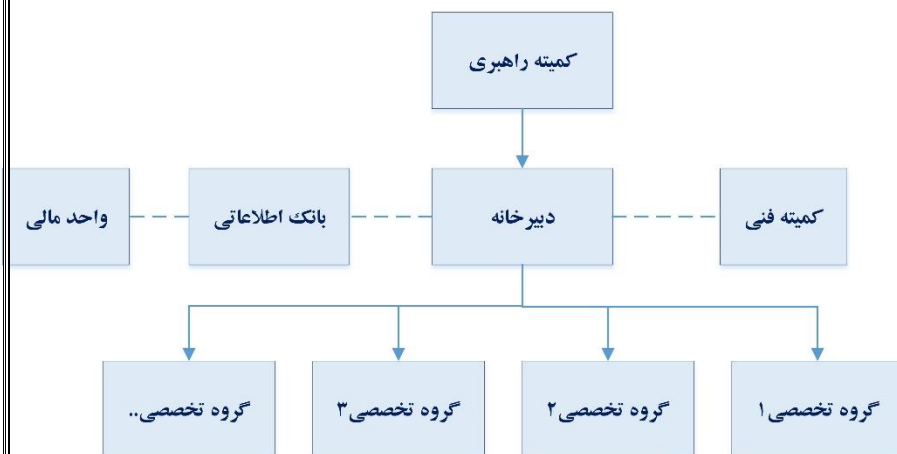 کمیته راهبری
کمیته فنی
دبیرخانه
بانک اطلاعاتی
واحد مالی
گروه تخصصی۱
گروه تخصصی۲
گروه تخصصی۳
گروه تخصصی..